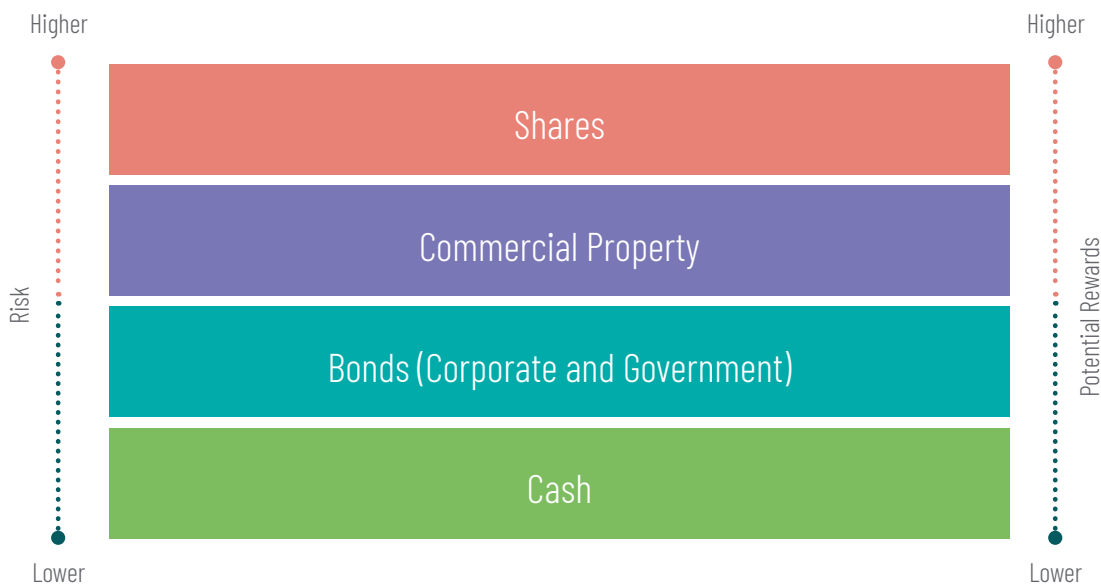 Higher
Higher
Shares
Commercial Property
Risk
Potential Rewards
Bonds (Corporate and Government)
Cash
Lower
Lower